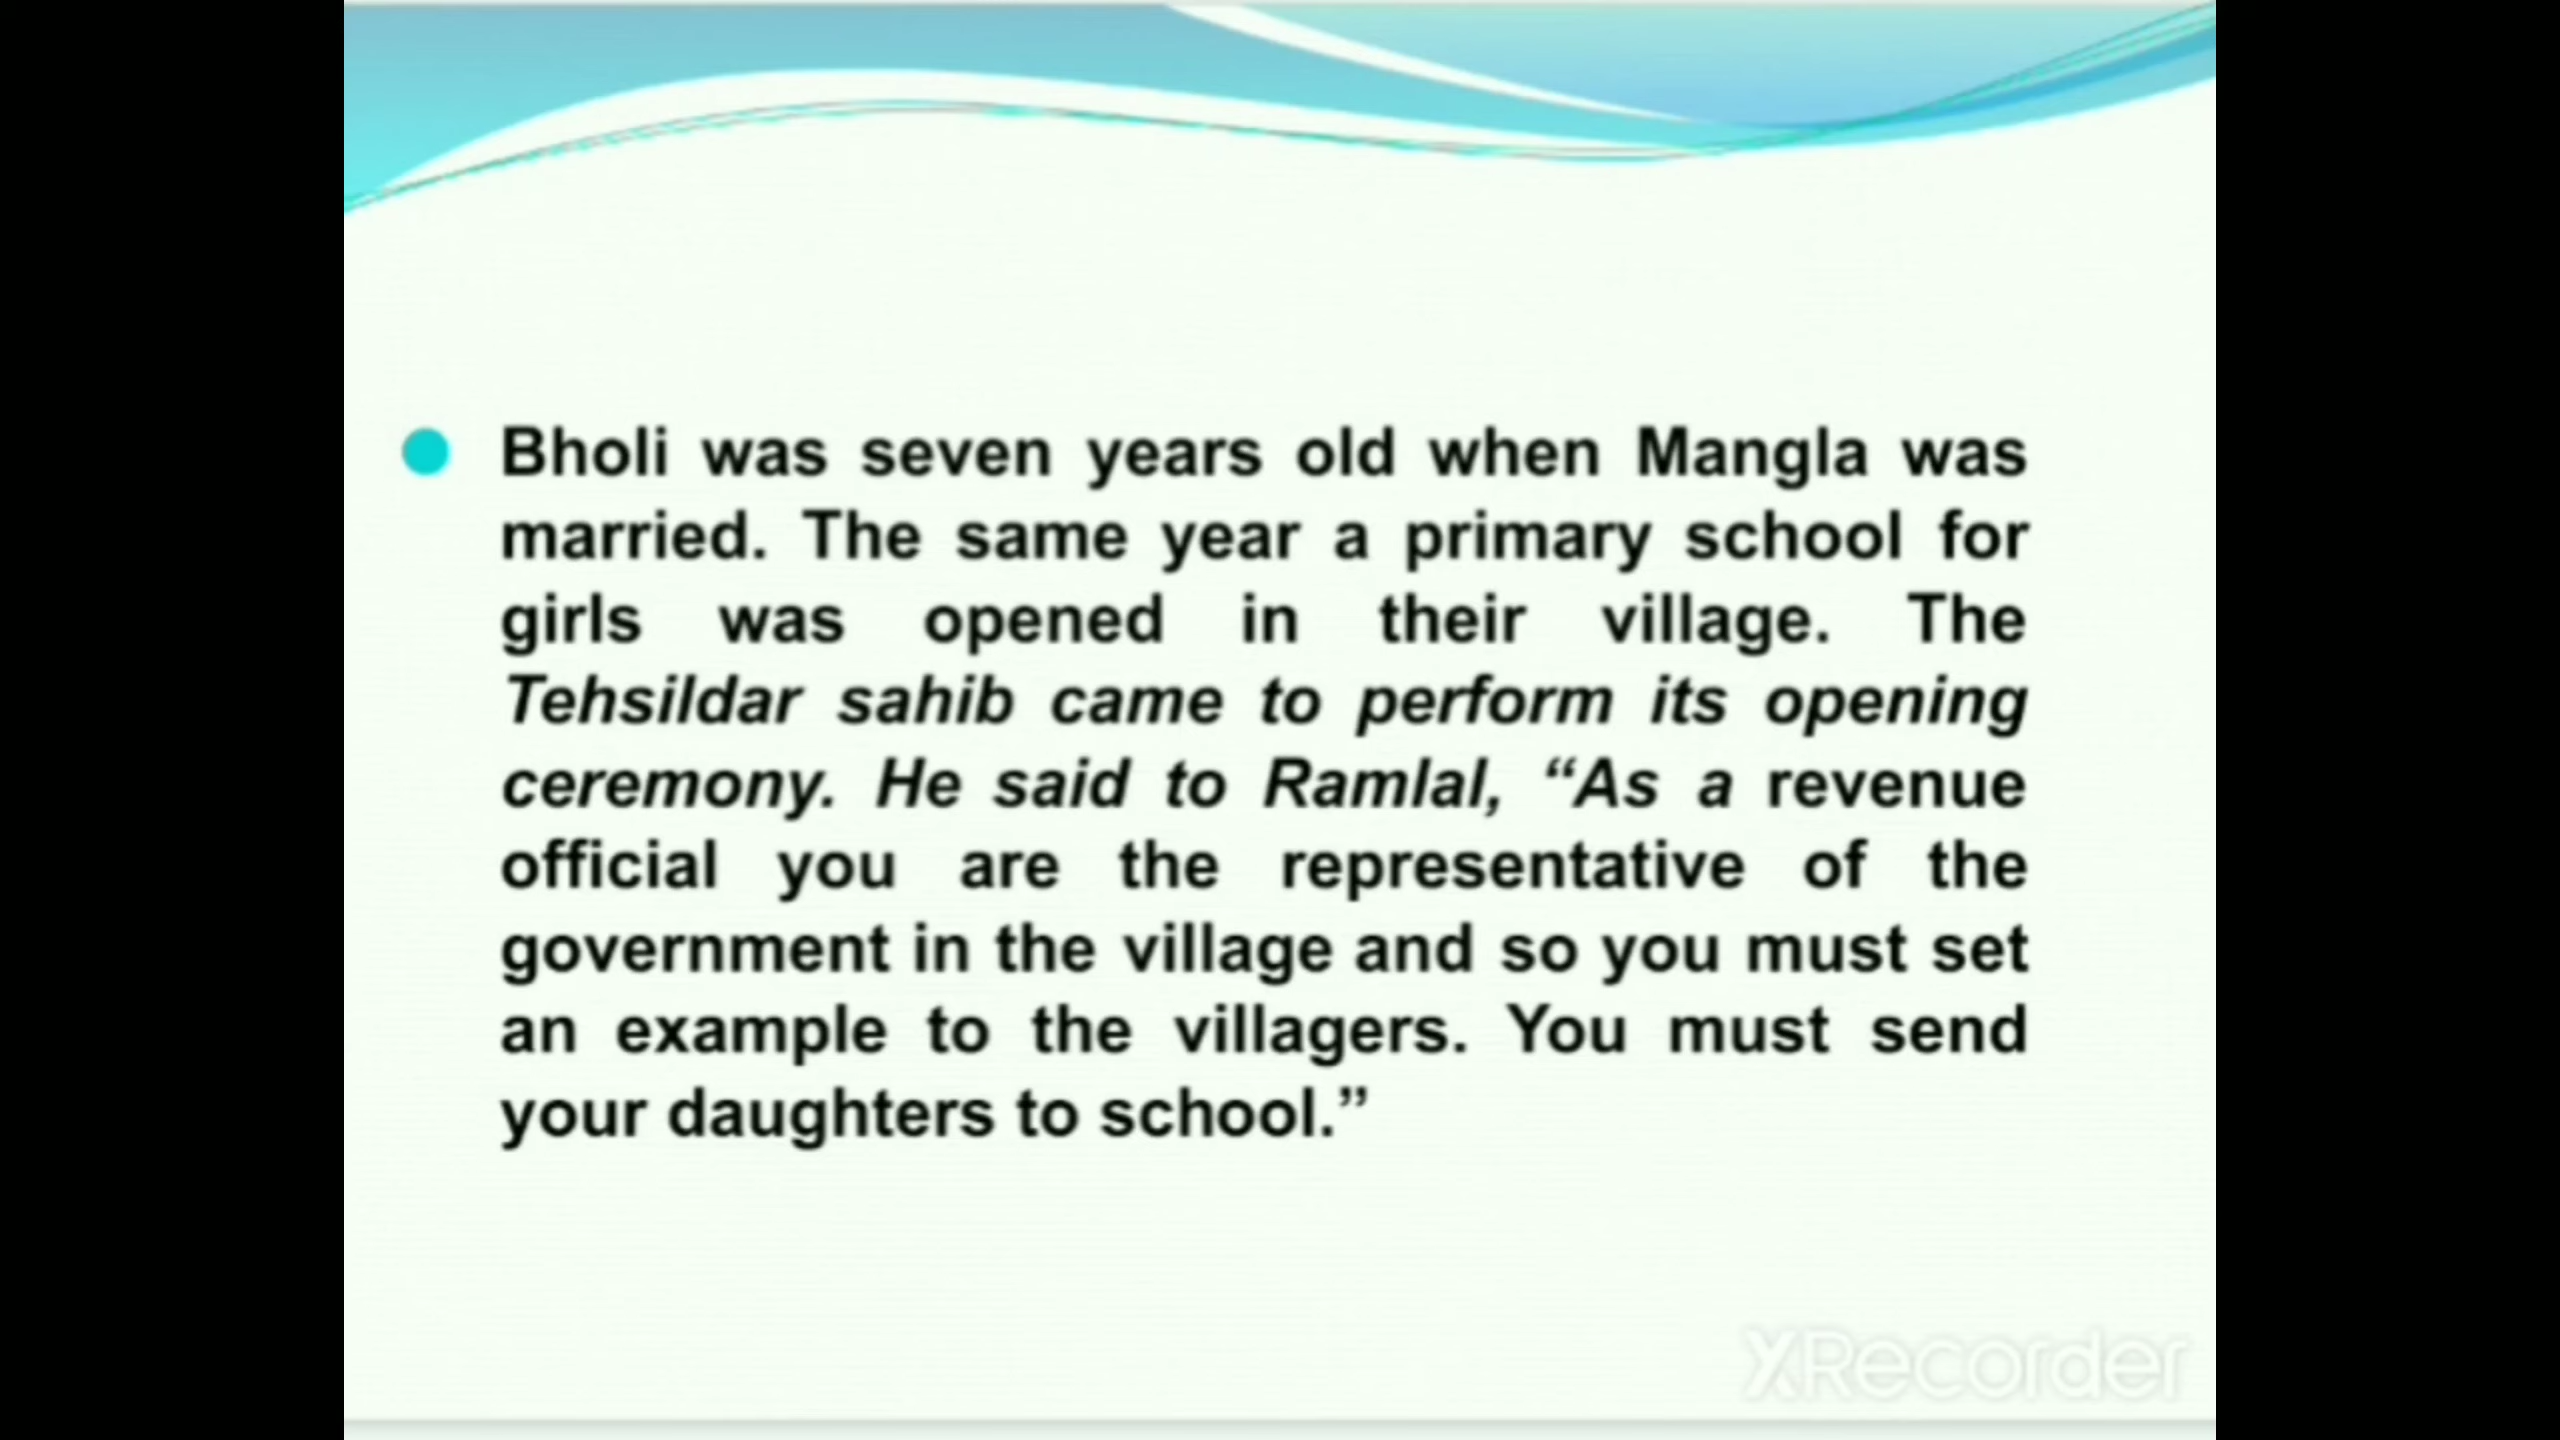 Bholi was seven years old when Mangla was
married. The same year a primary school for
girls was opened in their village. The
Tehsildar sahib came to perform its opening
ceremony. He said to Ramlal, “As a revenue
official you are the representative of the
government in the village and so you must set
an example to the villagers. You must send
your daughters to school.”
XRecorder